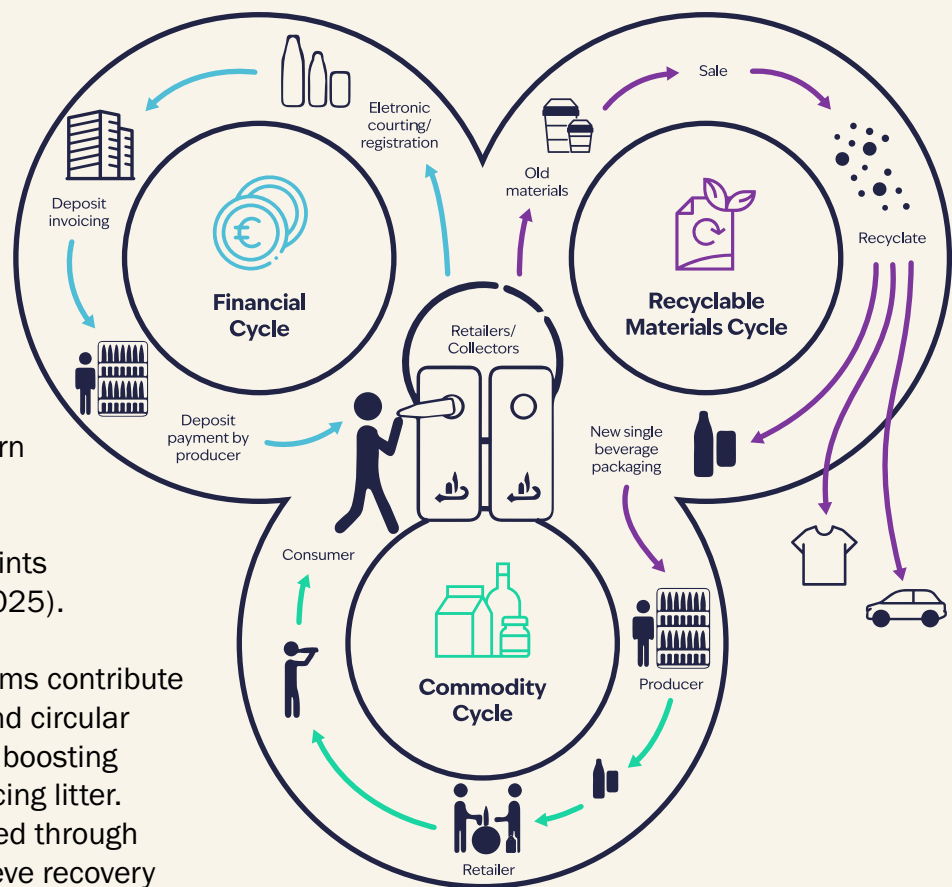 Sale
Eletronic
courting/
registration
Old
materials
Deposit
invoicing
Recyclate
Financial
Cycle
Recyclable
Materials Cycle
Retailers/
Collectors
Deposit
payment by
producer
New single
beverage
packaging
Consumer
Commodity
Cycle
Producer
Retailer
€
rn
ints
025).
ms contribute
nd circular
boosting
cing litter.
ed through
eve recovery